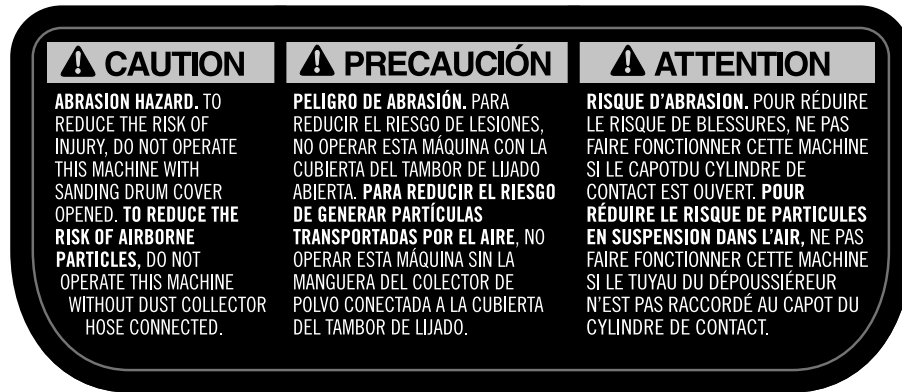 CAUTION
ABRASION HAZARD. TO
REDUCE THE RISK OF
INJURY, DO NOT OPERATE
THIS MACHINE WITH
SANDING DRUM COVER
OPENED. TO REDUCE THE
RISK OF AIRBORNE
PARTICLES, DO NOT
OPERATE THIS MACHINE
WITHOUT DUST COLLECTOR
HOSE CONNECTED.
PRECAUCIÓN
PELIGRO DE ABRASIÓN. PARA
REDUCIR EL RIESGO DE LESIONES,
NO OPERAR ESTA MÁQUINA CON LA
CUBIERTA DEL TAMBOR DE LIJADO
ABIERTA. PARA REDUCIR EL RIESGO
DE GENERAR PARTÍCULAS
TRANSPORTADAS POR EL AIRE, NO
OPERAR ESTA MÁQUINA SIN LA
MANGUERA DEL COLECTOR DE
POLVO CONECTADA A LA CUBIERTA
DEL TAMBOR DE LIJADO.
ATTENTION
RISQUE D'ABRASION. POUR RÉDUIRE
LE RISQUE DE BLESSURES, NE PAS
FAIRE FONCTIONNER CETTE MACHINE
SI LE CAPOTDU CYLINDRE DE
CONTACT EST OUVERT. POUR
RÉDUIRE LE RISQUE DE PARTICULES
EN SUSPENSION DANS L'AIR, NE PAS
FAIRE FONCTIONNER CETTE MACHINE
SI LE TUYAU DU DÉPOUSSIÉREUR
N'EST PAS RACCORDÉ AU CAPOT DU
CYLINDRE DE CONTACT.